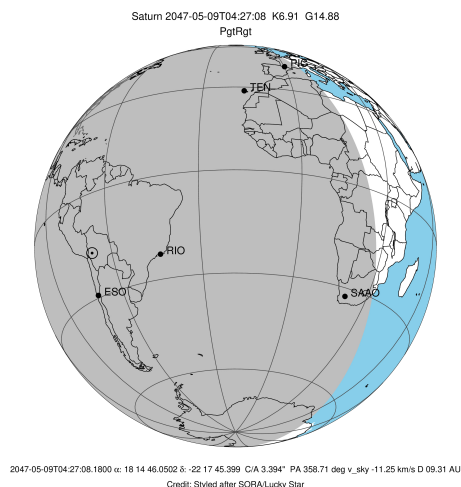 Saturn 2047-05-09T04:27:08 K6.91 G14.88
PgtRgt
PIC
TEN
RIO
ESO
SAAO
2047-05-09T04:27:08.1800 α: 18 14 46.0502 δ: -22 17 45.399 C/A 3.394" PA 358.71 deg v_sky -11.25 km/s D 09.31 AU
Credit: Styled after SORA/Lucky Star